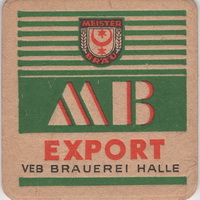 MEISTER
BRÄU
MB
EXPORT
VEB BRAUEREI HALLE